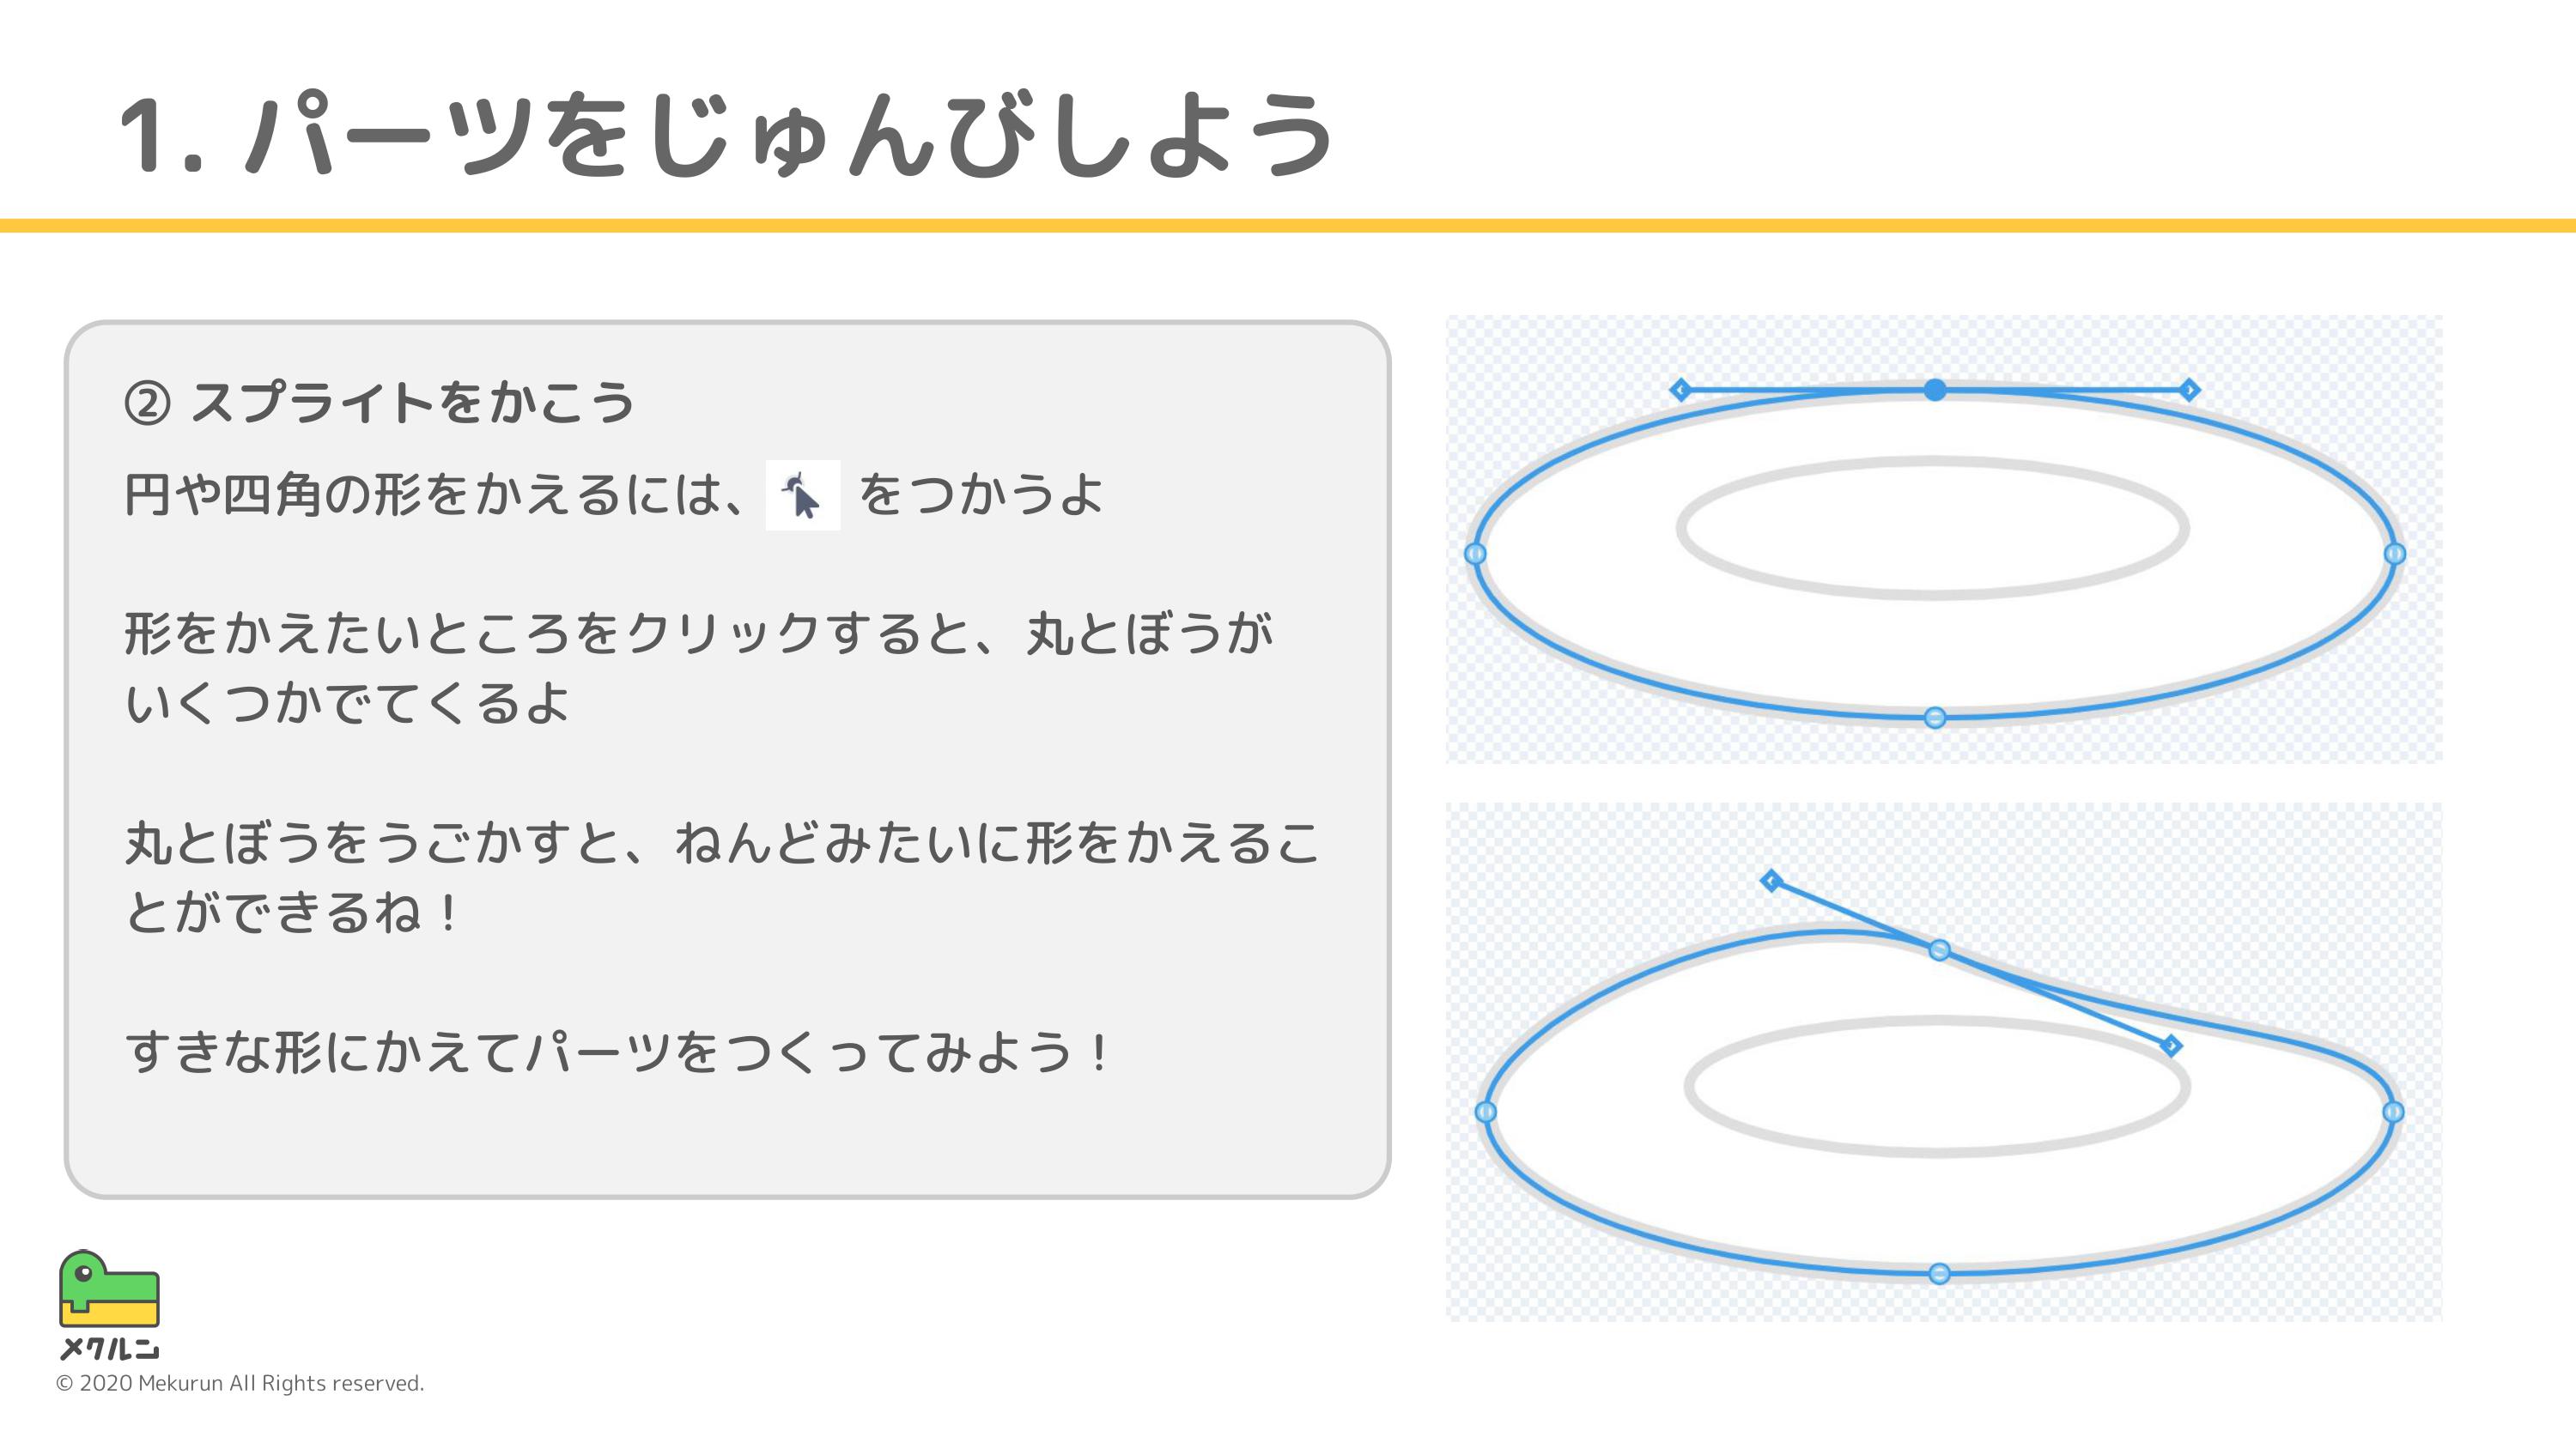 1. パーツをじゅんびしよう
② スプライトをかこう
円や四角の形をかえるには、 をつかうよ
形をかえたいところをクリックすると、丸とぼうが
いくつかでてくるよ
丸とぼうをうごかすと、ねんどみたいに形をかえるこ
とができるね！
すきな形にかえてパーツをつくってみよう！
メクルン
© 2020 Mekurun All Rights reserved.